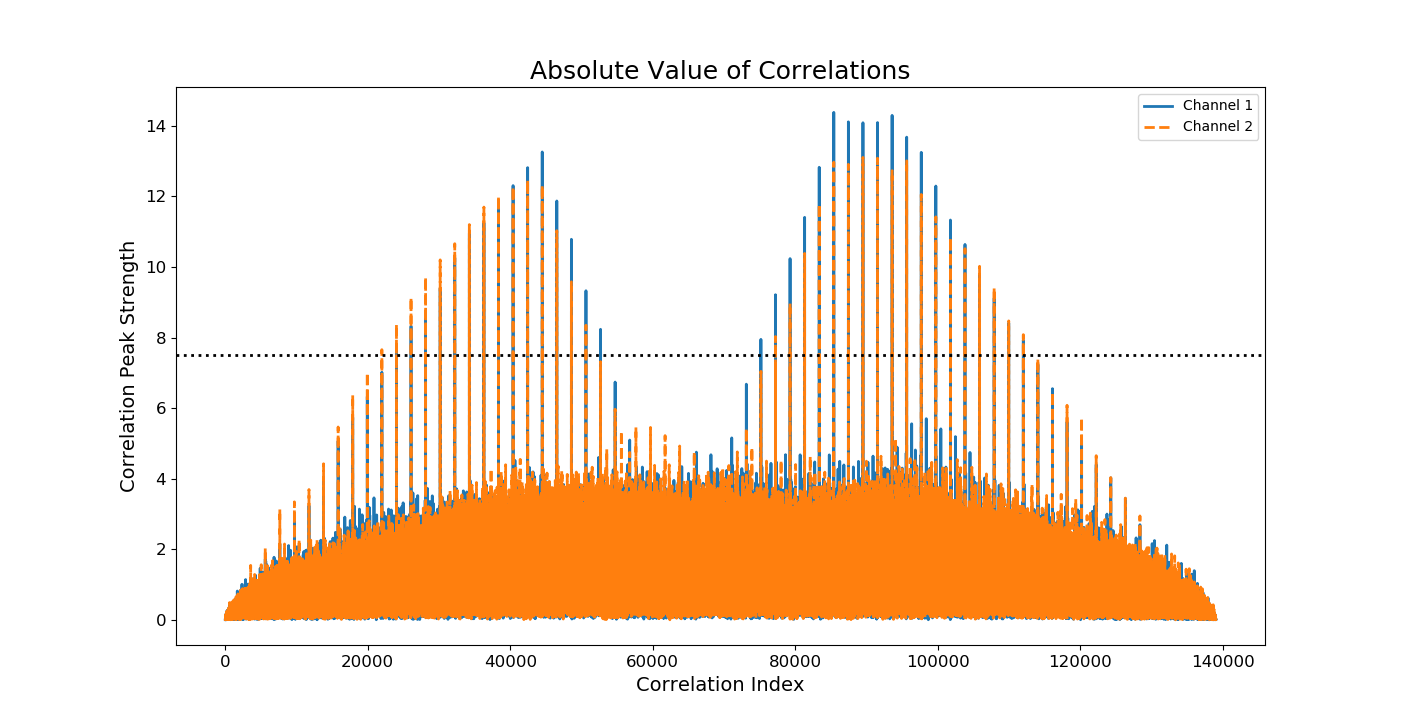 Absolute Value of Correlations
Channel 1
Channel 2
Correlation Peak Strength
14
12
10
8
6
4
2
0
0 20000 40000 60000 80000 100000 120000 140000
Correlation Index